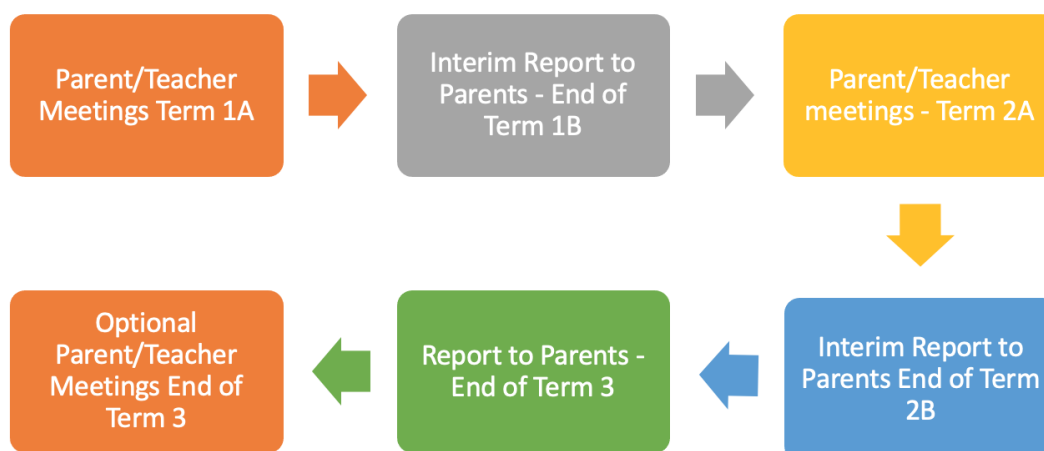 Parent/Teacher
Meetings Term 1A
Interim Report to
Parents - End of
Term 1B
Parent/Teacher
meetings - Term 2A
Interim Report to
Parents End of Term
2B
Report to Parents -
End of Term 3
Optional
Parent/Teacher
Meetings End of
Term 3